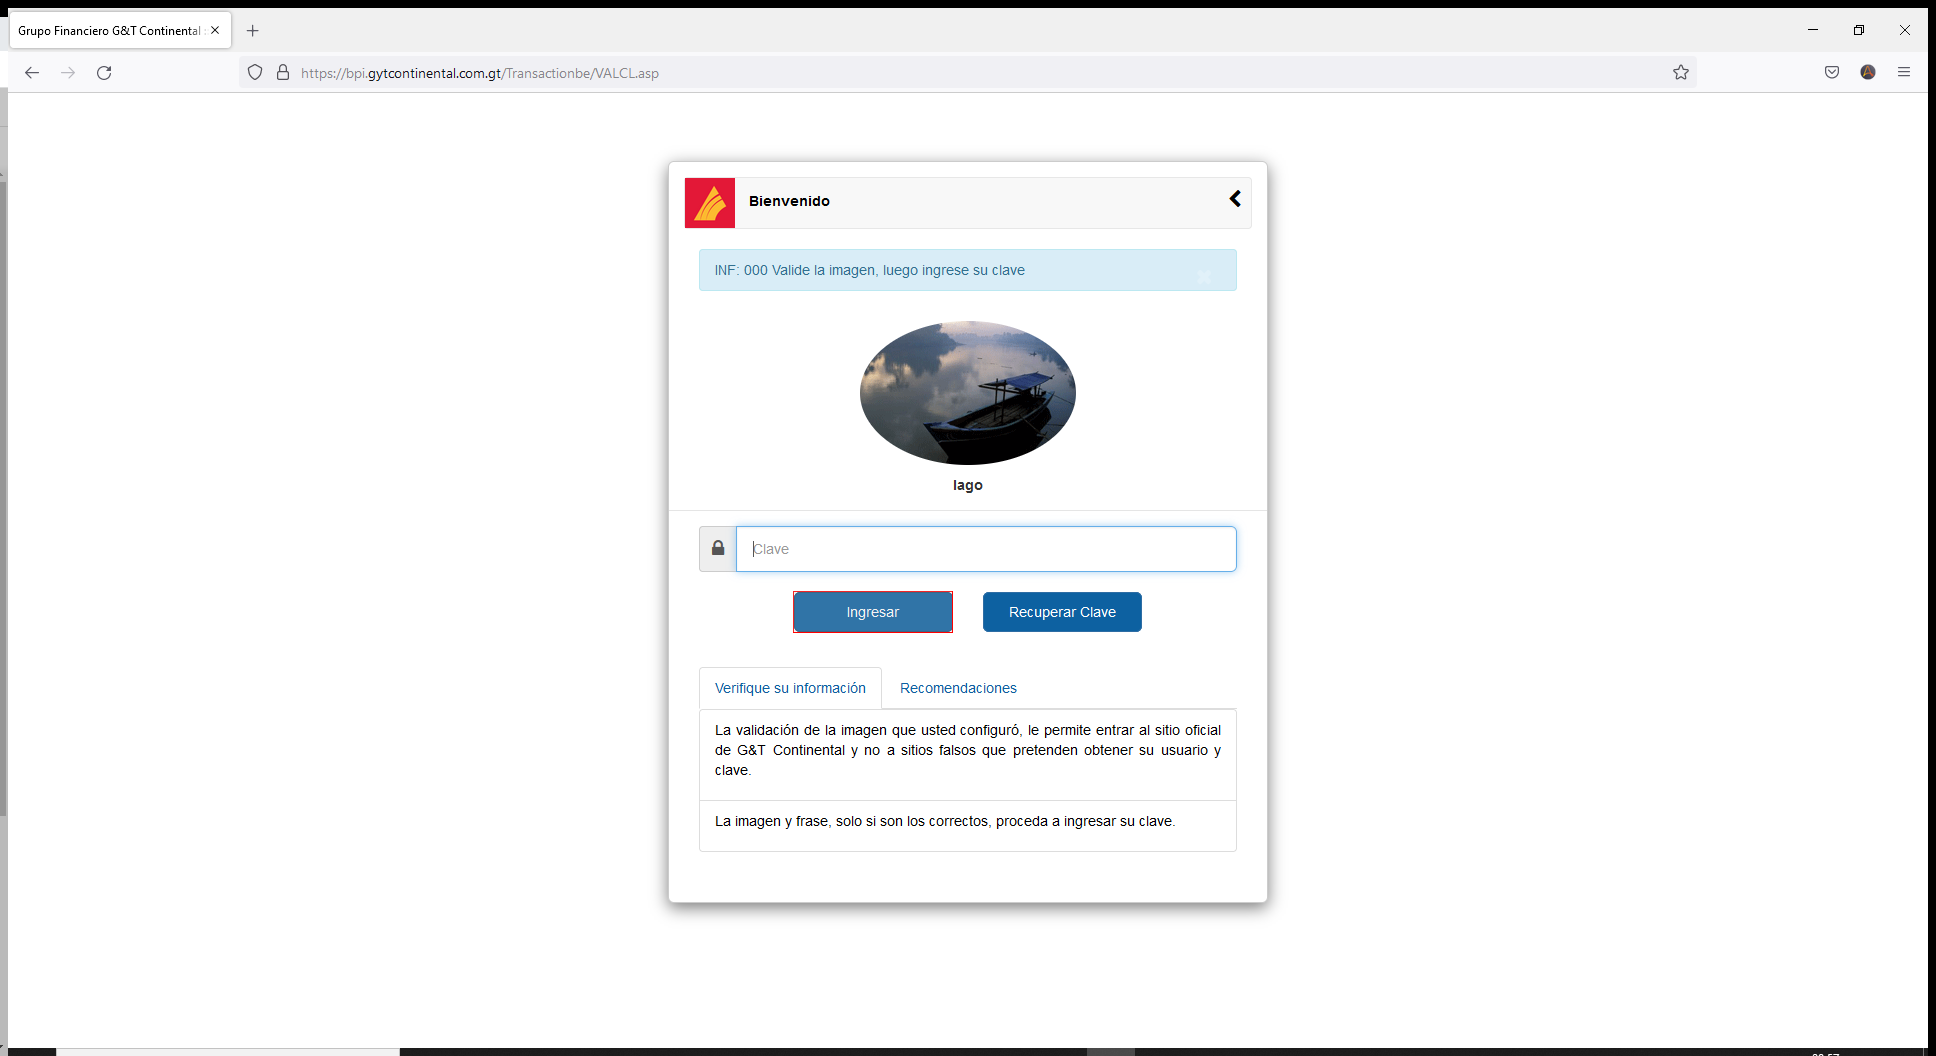 Grupo Financiero G&T Continental
https://bpi.gytcontinental.com.gt/Transactionbe/VALCL.asp
Bienvenido
INF: 000 Valide la imagen, luego ingrese su clave
lago
Clave
Ingresar
Recuperar Clave
Verifique su información
Recomendaciones
La validación de la imagen que usted configuró, le permite entrar al sitio oficial
de G&T Continental y no a sitios falsos que pretenden obtener su usuario y
clave.
La imagen y frase, solo si son los correctos, proceda a ingresar su clave.